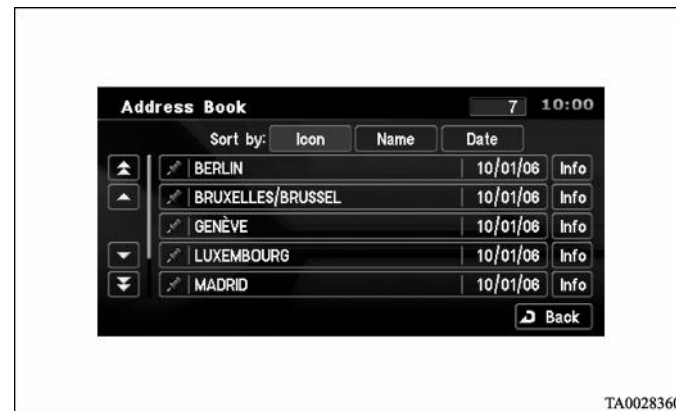 Address Book 7 10:00
Sort by: Icon Name Date
BERLIN 10/01/06 Info
BRUXELLES/BRUSSEL 10/01/06 Info
GENÈVE 10/01/06 Info
LUXEMBOURG 10/01/06 Info
MADRID 10/01/06 Info
Back
TA0028360